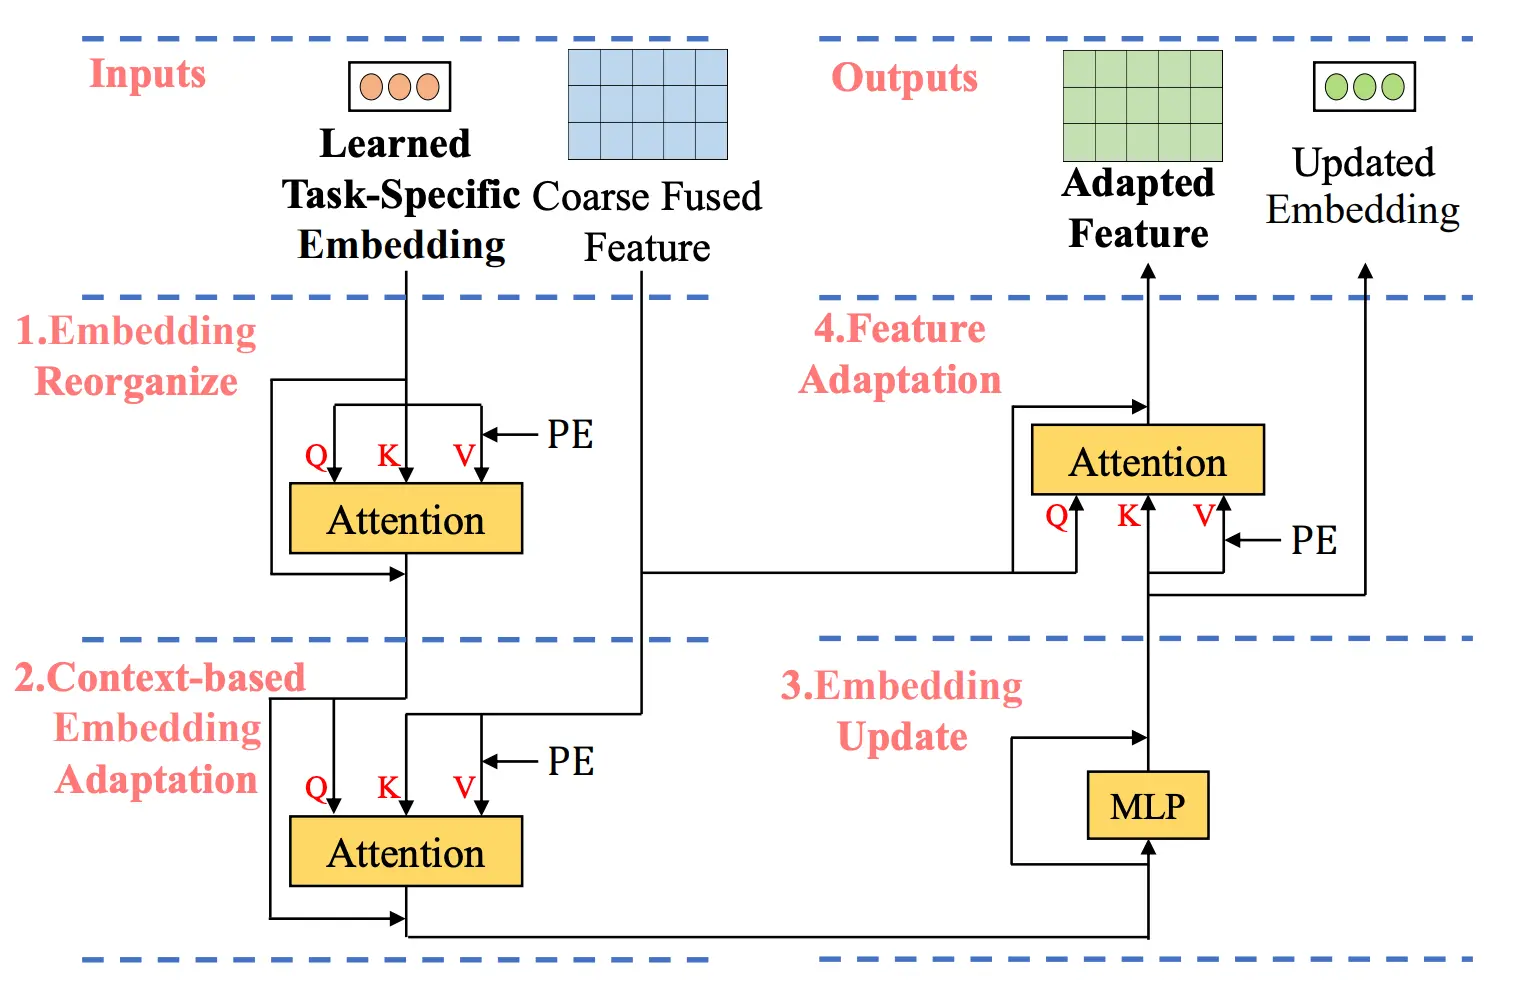 Inputs
Learned
Task-Specific
Embedding
Coarse Fused
Feature
Outputs
Adapted
Feature
Updated
Embedding
1.Embedding
Reorganize
Q K V PE
Attention
2.Context-based
Embedding
Adaptation
Q K V PE
Attention
4.Feature
Adaptation
Attention
Q K V PE
3.Embedding
Update
MLP